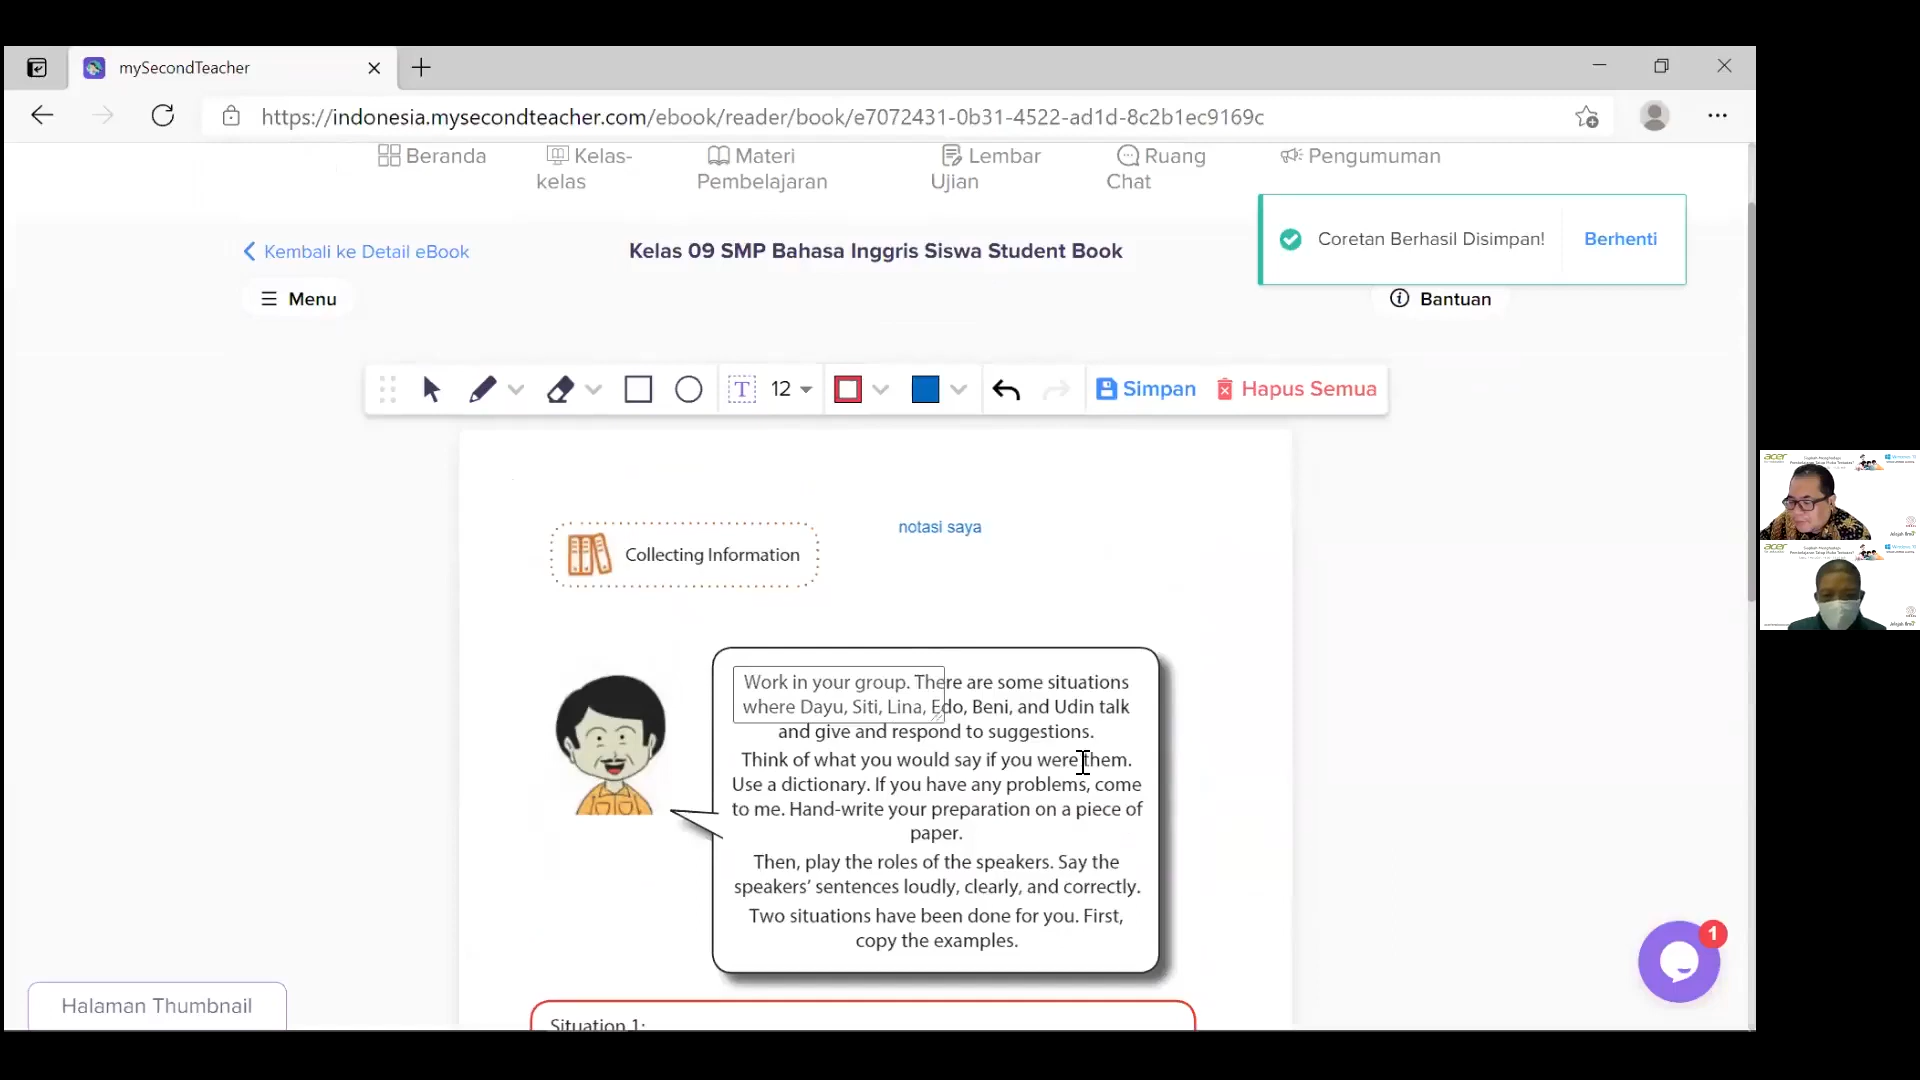 mySecondTeacher
https://indonesia.mysecondteacher.com/ebook/reader/book/e7072431-0b31-4522-ad1d-8c2b1ec9169c
Beranda
Kelas-
kelas
Materi
Pembelajaran
Lembar
Ujian
Ruang
Chat
Pengumuman
Coretan Berhasil Disimpan!
Berhenti
Kembali ke Detail eBook
Kelas 09 SMP Bahasa Inggris Siswa Student Book
Menu
Bantuan
T
12
Simpan
Hapus Semua
notasi saya
Collecting Information
Work in your group. There are some situations
where Dayu, Siti, Lina, Edo, Beni, and Udin talk
and give and respond to suggestions.
Think of what you would say if you were them.
Use a dictionary. If you have any problems, come
to me. Hand-write your preparation on a piece of
paper.
Then, play the roles of the speakers. Say the
speakers’ sentences loudly, clearly, and correctly.
Two situations have been done for you. First,
copy the examples.
Situation 1:
Halaman Thumbnail
1
acer
acer